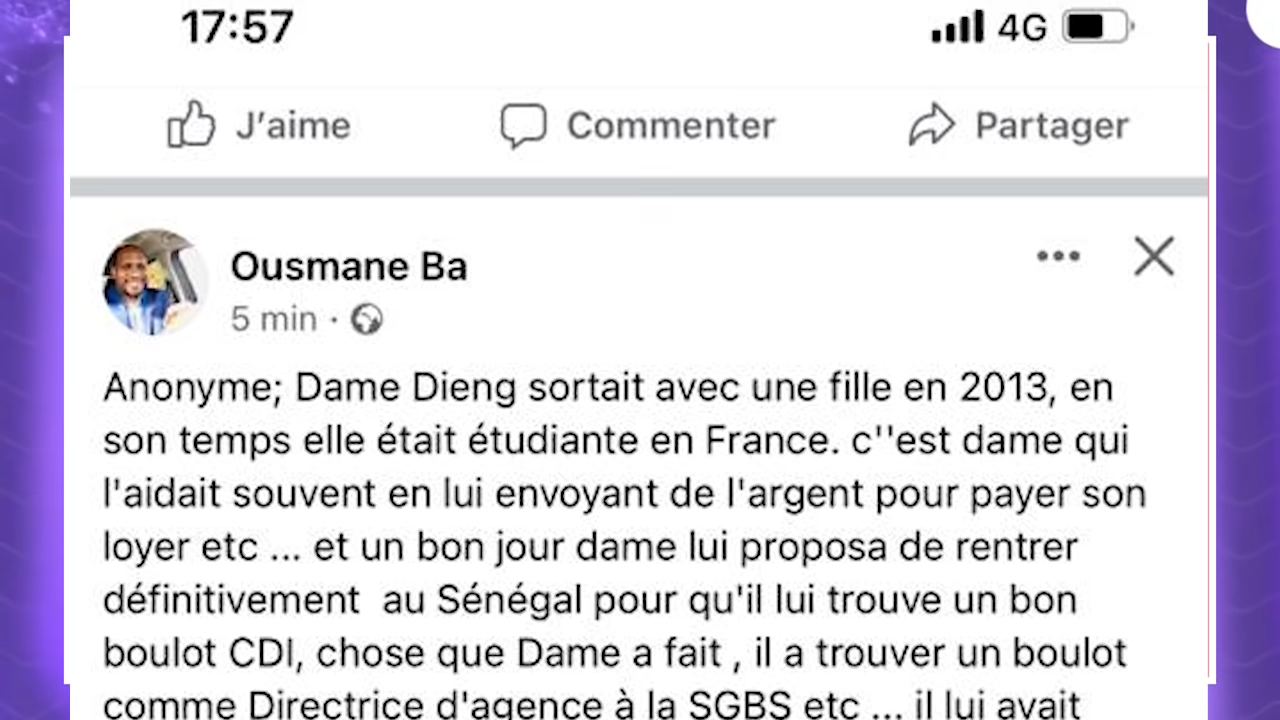 17:57 4G
J'aime Commenter Partager
Ousmane Ba
5 min ·
Anonyme; Dame Dieng sortait avec une fille en 2013, en
son temps elle était étudiante en France. c''est dame qui
l'aidait souvent en lui envoyant de l'argent pour payer son
loyer etc ... et un bon jour dame lui proposa de rentrer
définitivement  au Sénégal pour qu'il lui trouve un bon
boulot CDI, chose que Dame a fait , il a trouver un boulot
comme Directrice d'agence à la SGBS etc ... il lui avait